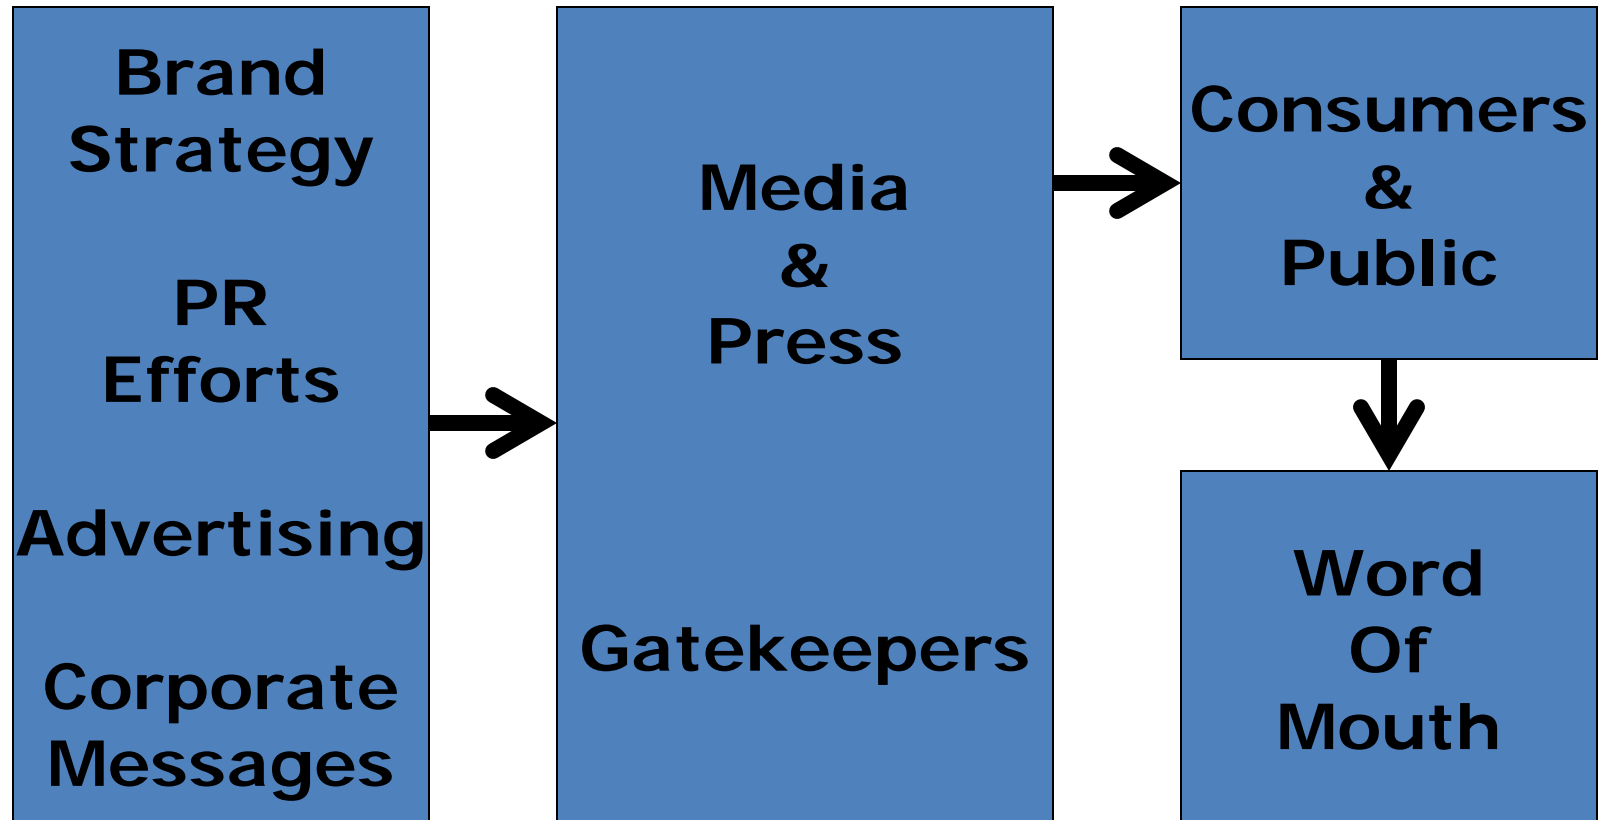 Brand
Strategy
PR
Efforts
Advertising
Corporate
Messages
Media
&
Press
Gatekeepers
Consumers
&
Public
Word
Of
Mouth